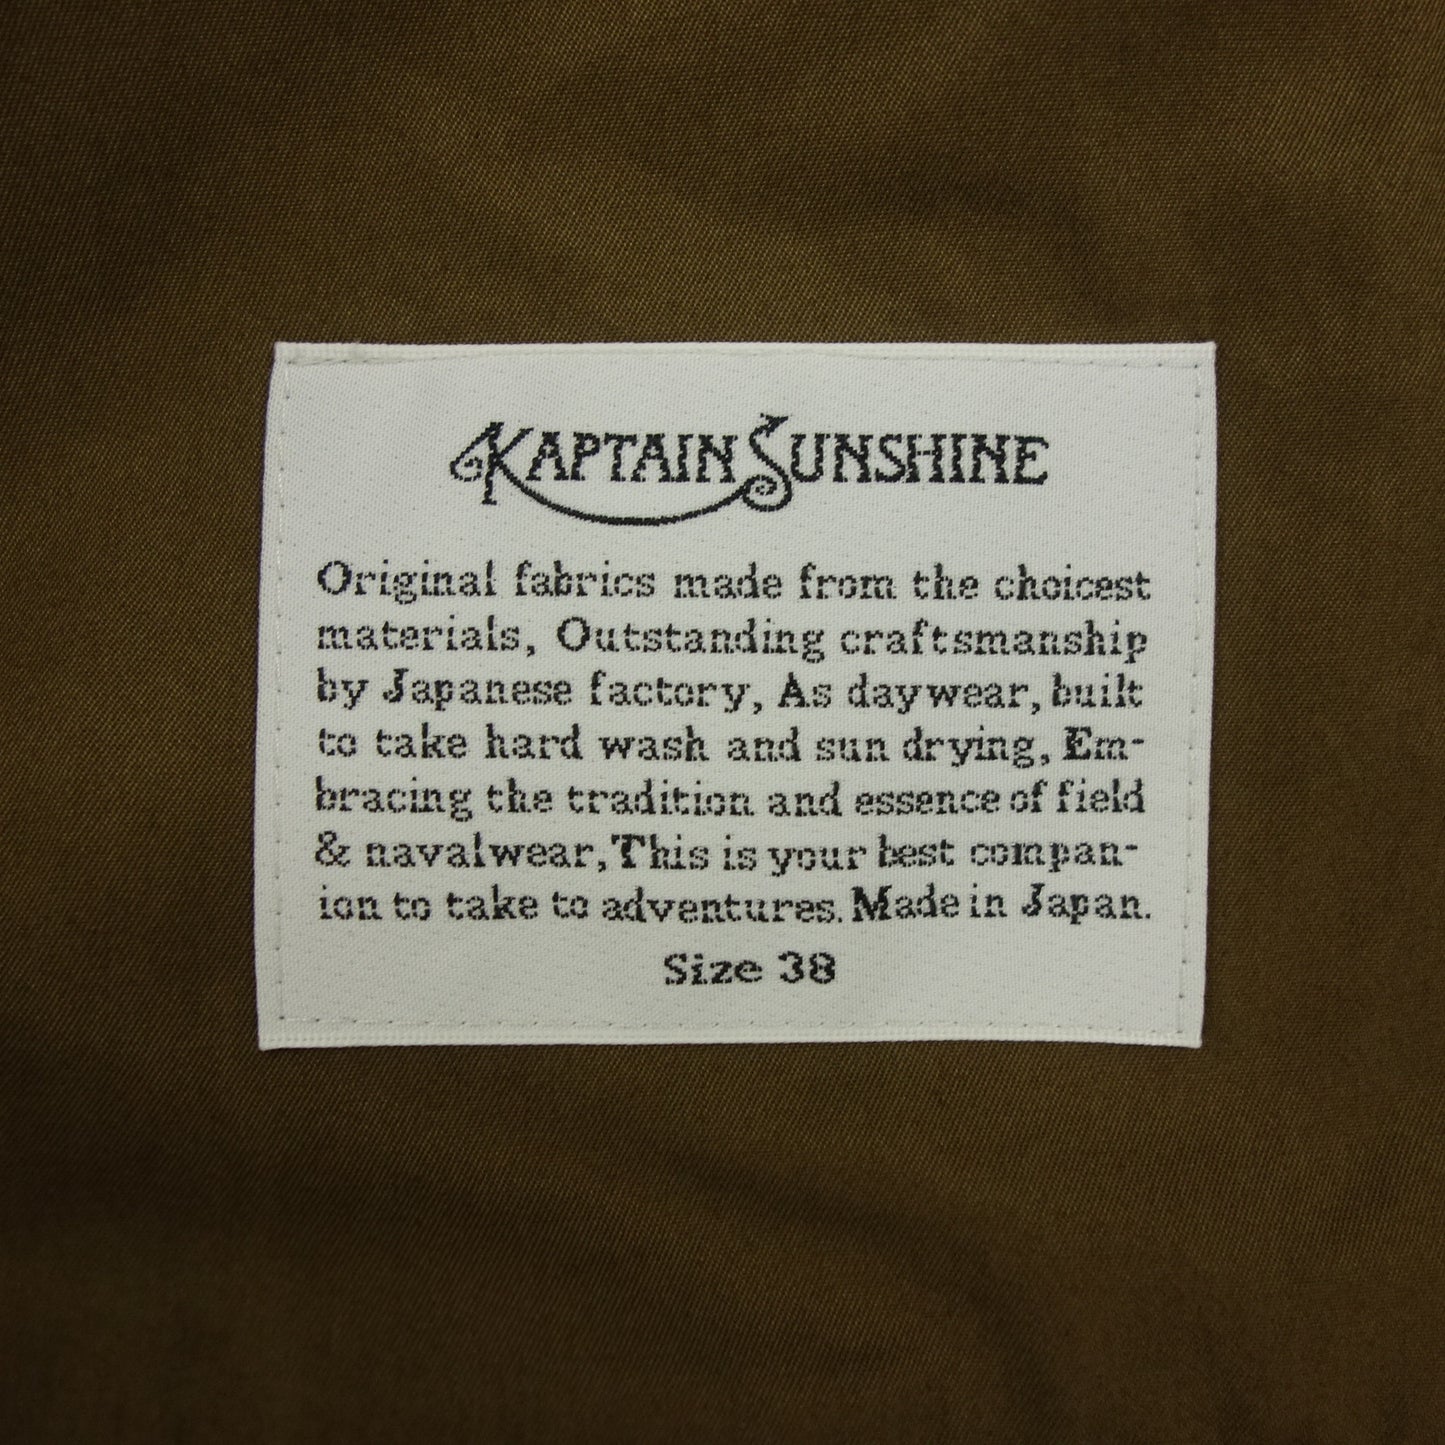 KAPTAIN SUNSHINE
Original fabrics made from the choicest
materials, Outstanding craftsmanship
by Japanese factory, As daywear, built
to take hard wash and sun drying, Em-
bracing the tradition and essence of field
& navalwear, This is your best compan-
ion to take to adventures. Made in Japan.
Size 38